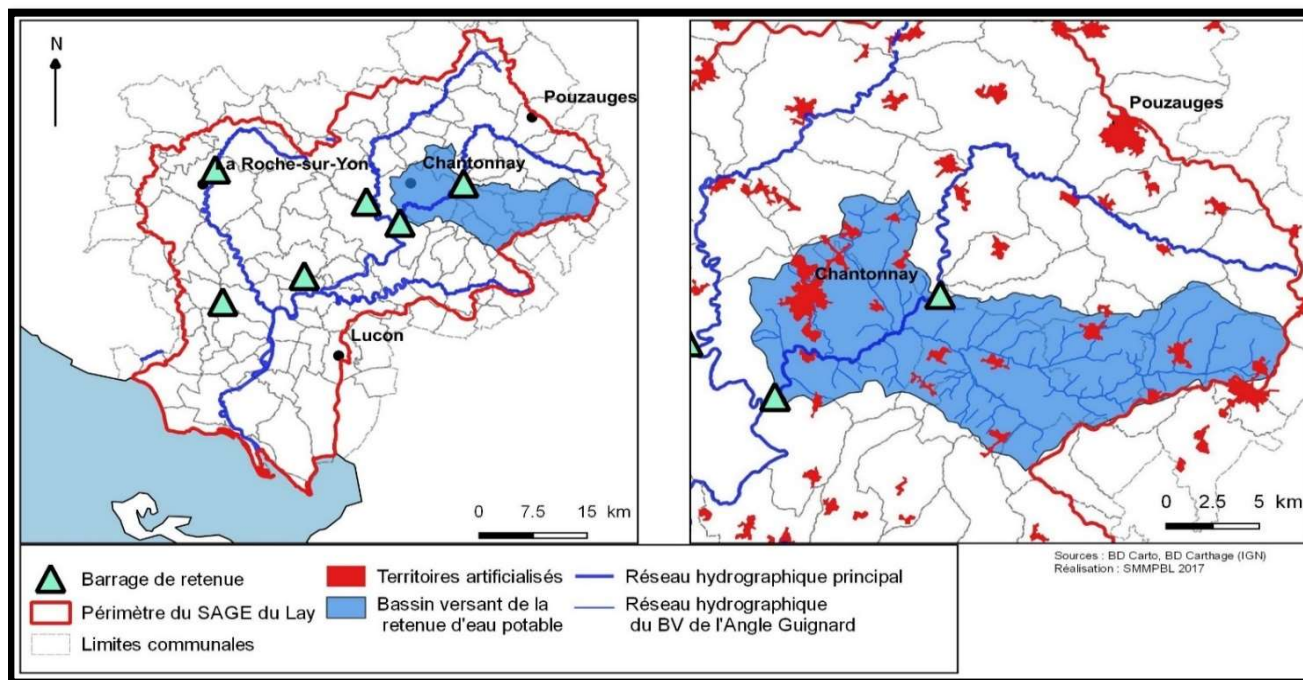 N
Pouzauges
La Roche-sur-Yon
Chantonnay
Lucon
0 7.5 15 km
Pouzauges
Chantonnay
0 2.5 5 km
Sources : BD Carto, BD Carthage (IGN)
Réalisation : SMMPBL 2017
Barrage de retenue
Périmètre du SAGE du Lay
Limites communales
Territoires artificialisés
Bassin versant de la
retenue d'eau potable
Réseau hydrographique principal
Réseau hydrographique
du BV de l'Angle Guignard